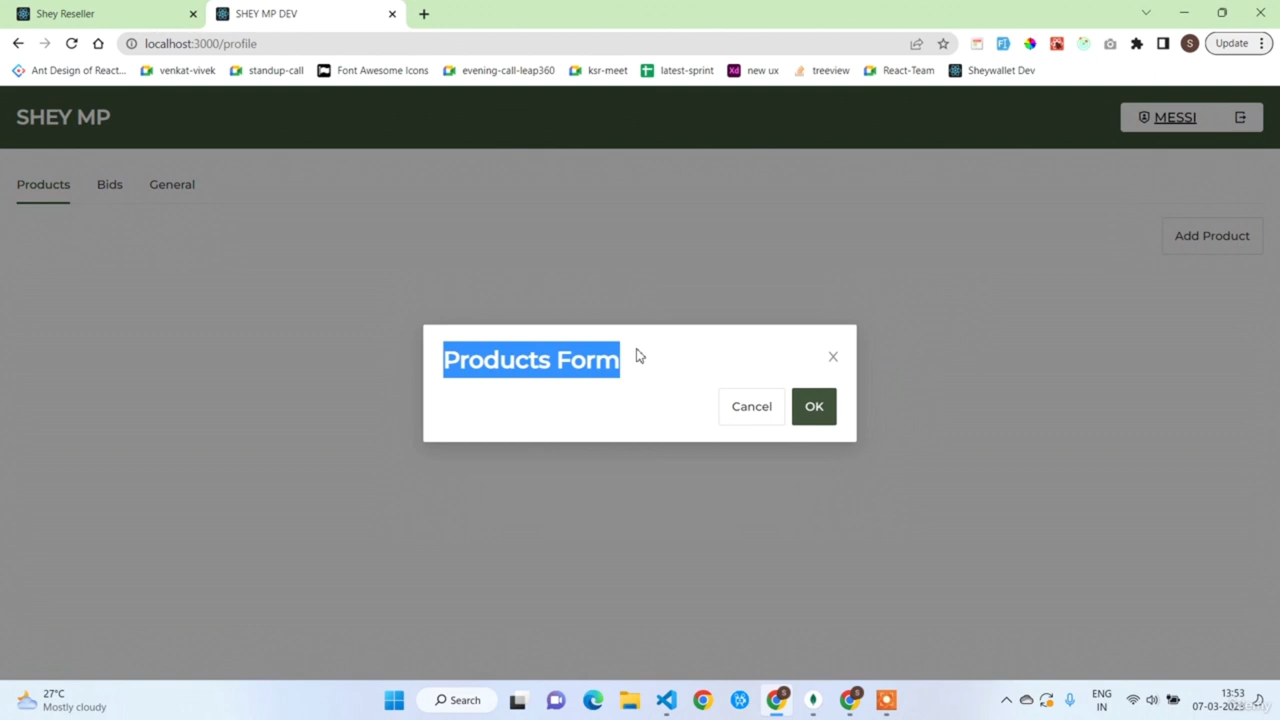 Shey Reseller
SHEY MP DEV
localhost:3000/profile
S
Update
Ant Design of React...
venkat-vivek
standup-call
Font Awesome Icons
evening-call-leap360
ksr-meet
latest-sprint
Xd
new ux
treeview
React-Team
Sheywallet Dev
SHEY MP
MESSI
Products
Bids
General
Add Product
Products Form
Cancel
OK
27°C
Mostly cloudy
Search
ENG
IN
13:53
07-03-2023